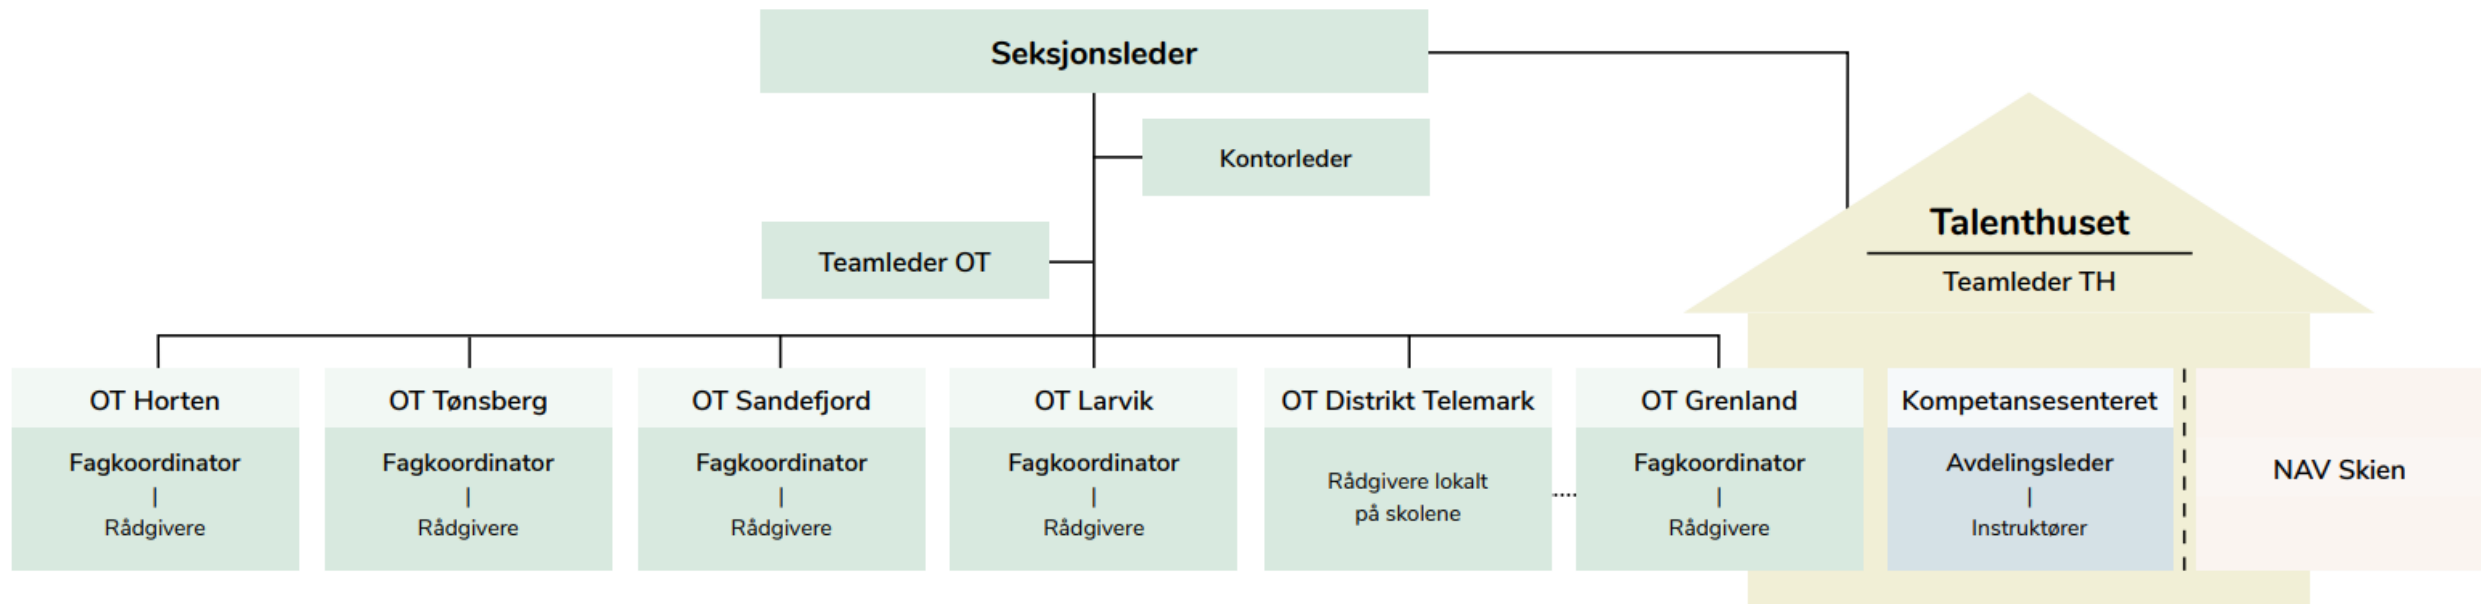 Seksjonsleder
Kontorleder
Teamleder OT
Talenthuset
Teamleder TH
OT Horten
Fagkoordinator
Rådgivere
OT Tønsberg
Fagkoordinator
Rådgivere
OT Sandefjord
Fagkoordinator
Rådgivere
OT Larvik
Fagkoordinator
Rådgivere
OT Distrikt Telemark
Rådgivere lokalt
på skolene
OT Grenland
Fagkoordinator
Rådgivere
Kompetansesenteret
Avdelingsleder
Instruktører
NAV Skien